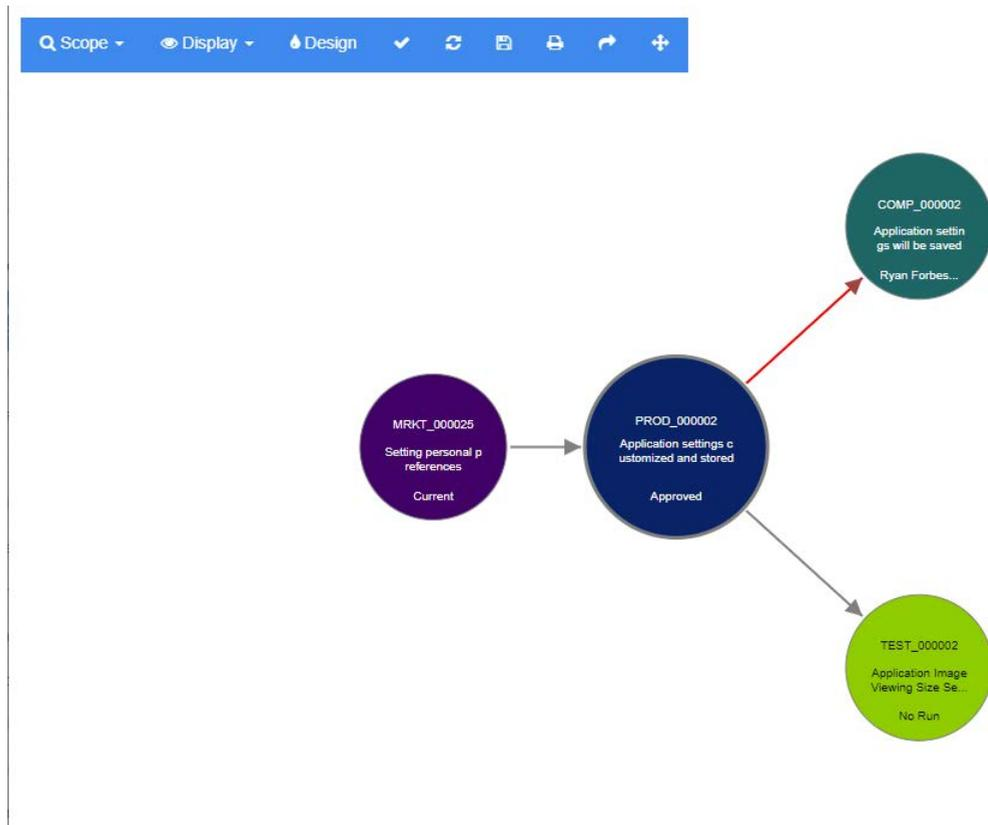 Scope Display Design
COMP_000002
Application settin
gs will be saved
Ryan Forbes...
MRKT_000025
Setting personal p
references
Current
PROD_000002
Application settings c
ustomized and stored
Approved
TEST_000002
Application Image
Viewing Size Se...
No Run